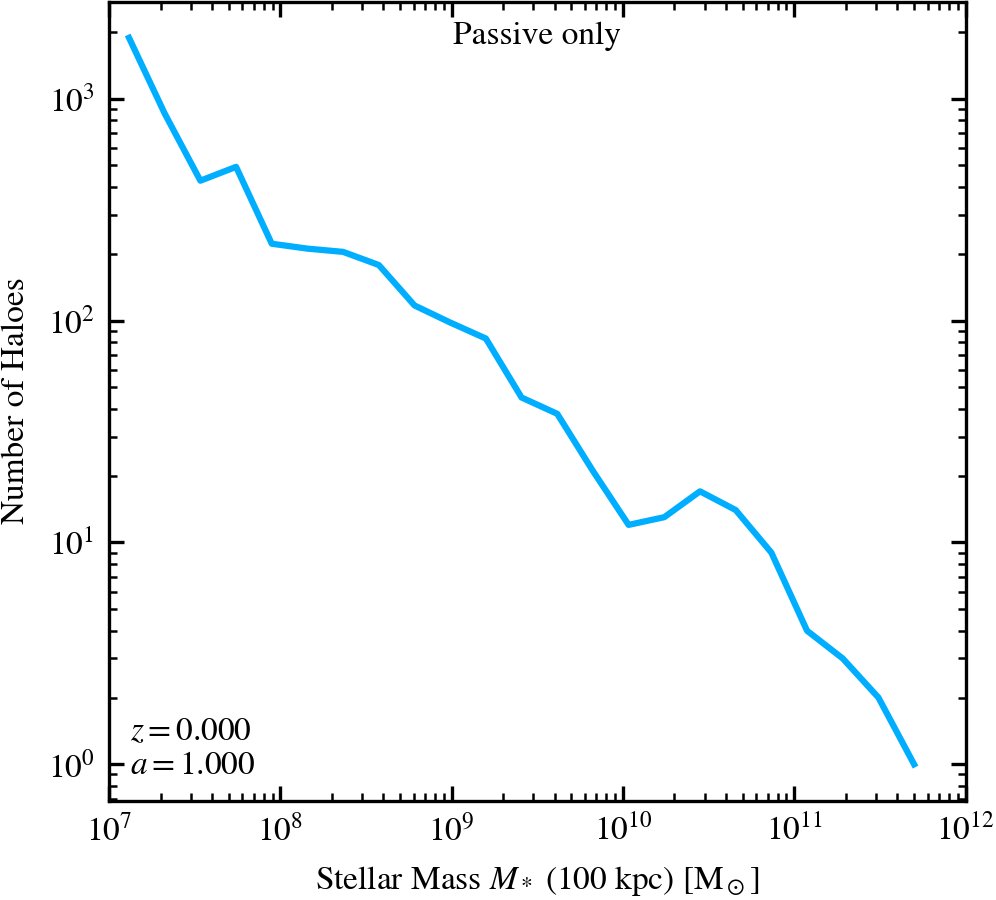 Passive only
10³
10²
10¹
10⁰
Number of Haloes
z = 0.000
a = 1.000
10⁷ 10⁸ 10⁹ 10¹⁰ 10¹¹ 10¹²
Stellar Mass M* (100 kpc) [M⊙]